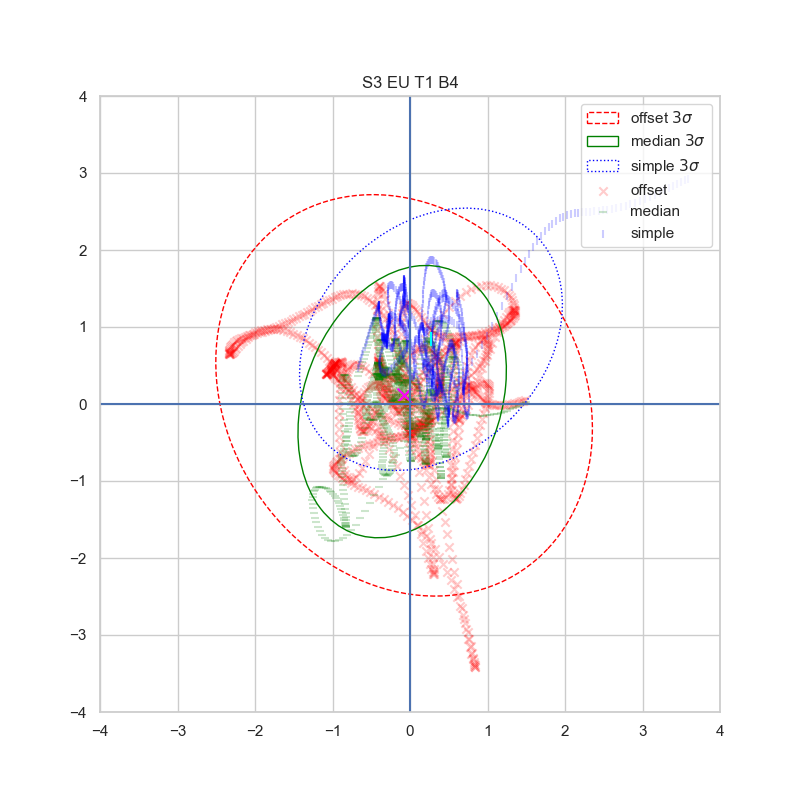 S3 EU T1 B4
offset 3σ
median 3σ
simple 3σ
offset
median
simple
4
3
2
1
0
−1
−2
−3
−4
−4 −3 −2 −1 0 1 2 3 4